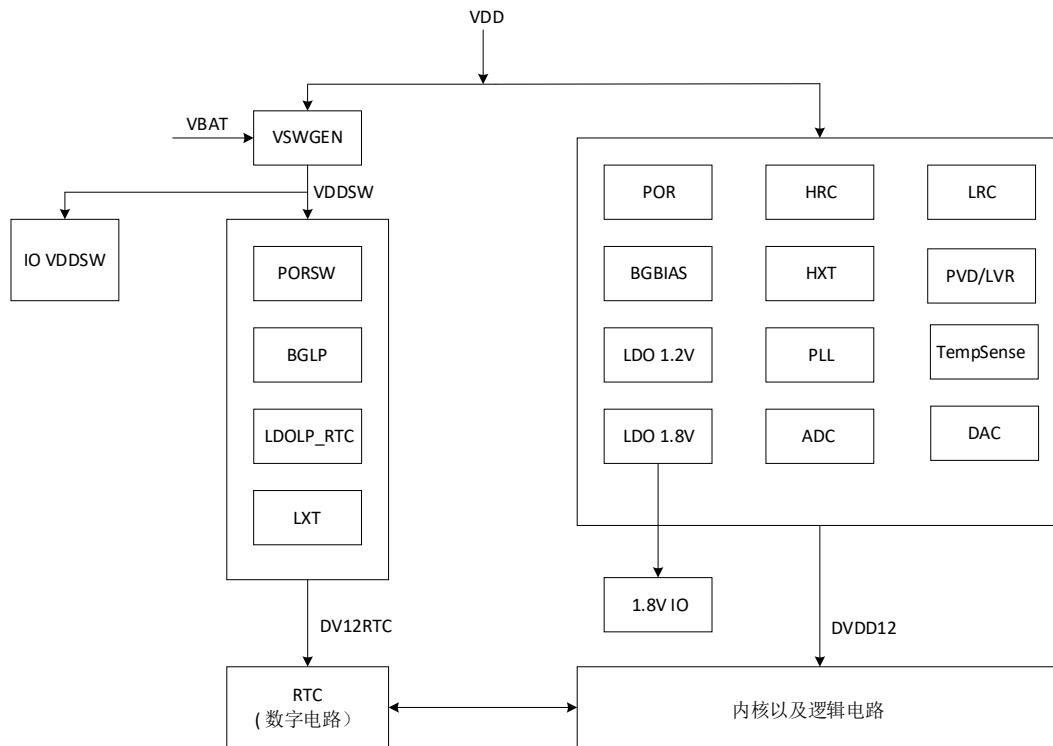 VDD
VBAT
VSWGEN
VDDSW
IO VDDSW
PORSW
BGLP
LDOLP_RTC
LXT
DV12RTC
RTC
(数字电路）
POR
HRC
LRC
BGBIAS
HXT
PVD/LVR
LDO 1.2V
PLL
TempSense
LDO 1.8V
ADC
DAC
1.8V IO
DVDD12
内核以及逻辑电路